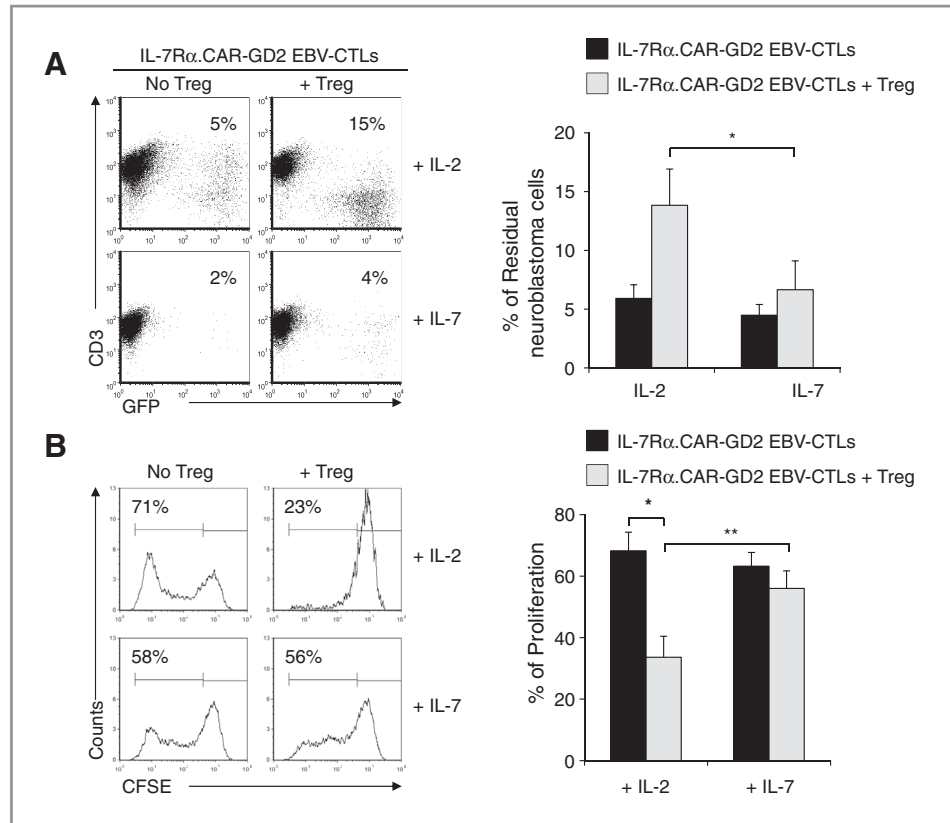 A
IL-7Rα.CAR-GD2 EBV-CTLs
No Treg
+ Treg
5%
15%
+ IL-2
2%
4%
+ IL-7
CD3
GFP
IL-7Rα.CAR-GD2 EBV-CTLs
IL-7Rα.CAR-GD2 EBV-CTLs + Treg
% of Residual
neuroblastoma cells
20
15
10
5
0
*
IL-2
IL-7
B
No Treg
+ Treg
71%
23%
+ IL-2
58%
56%
+ IL-7
Counts
CFSE
IL-7Rα.CAR-GD2 EBV-CTLs
IL-7Rα.CAR-GD2 EBV-CTLs + Treg
% of Proliferation
80
60
40
20
0
*
**
+ IL-2
+ IL-7